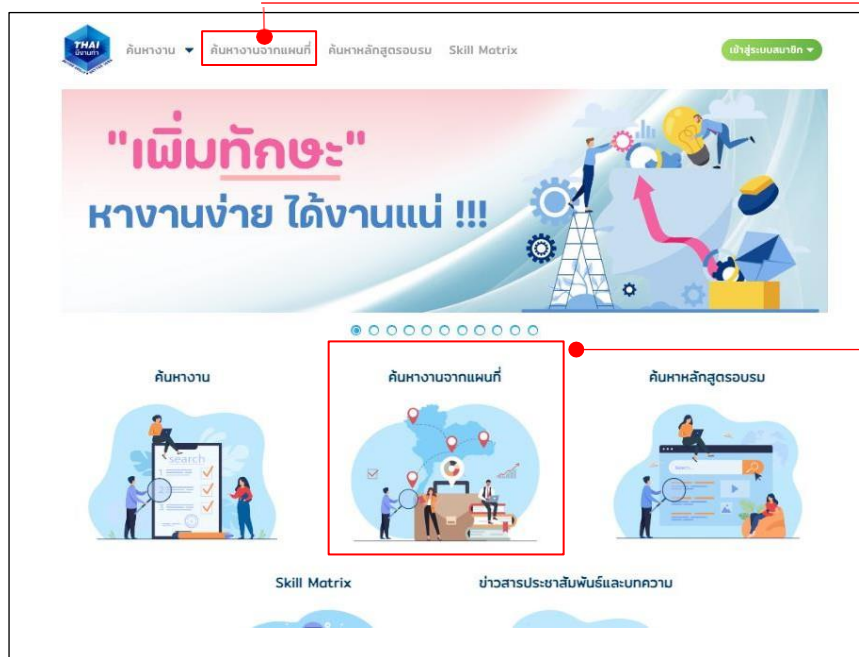 THAI
มีงานทำ
ค้นหางาน ค้นหางานจากแผนที่ ค้นหาหลักสูตรอบรม Skill Matrix เข้าสู่ระบบสมาชิก
"เพิ่มทักษะ"
หางานง่าย ได้งานแน่ !!!
ค้นหางาน ค้นหางานจากแผนที่ ค้นหาหลักสูตรอบรม
search
1
2
3
Search...
Skill Matrix ข่าวสารประชาสัมพันธ์และบทความ